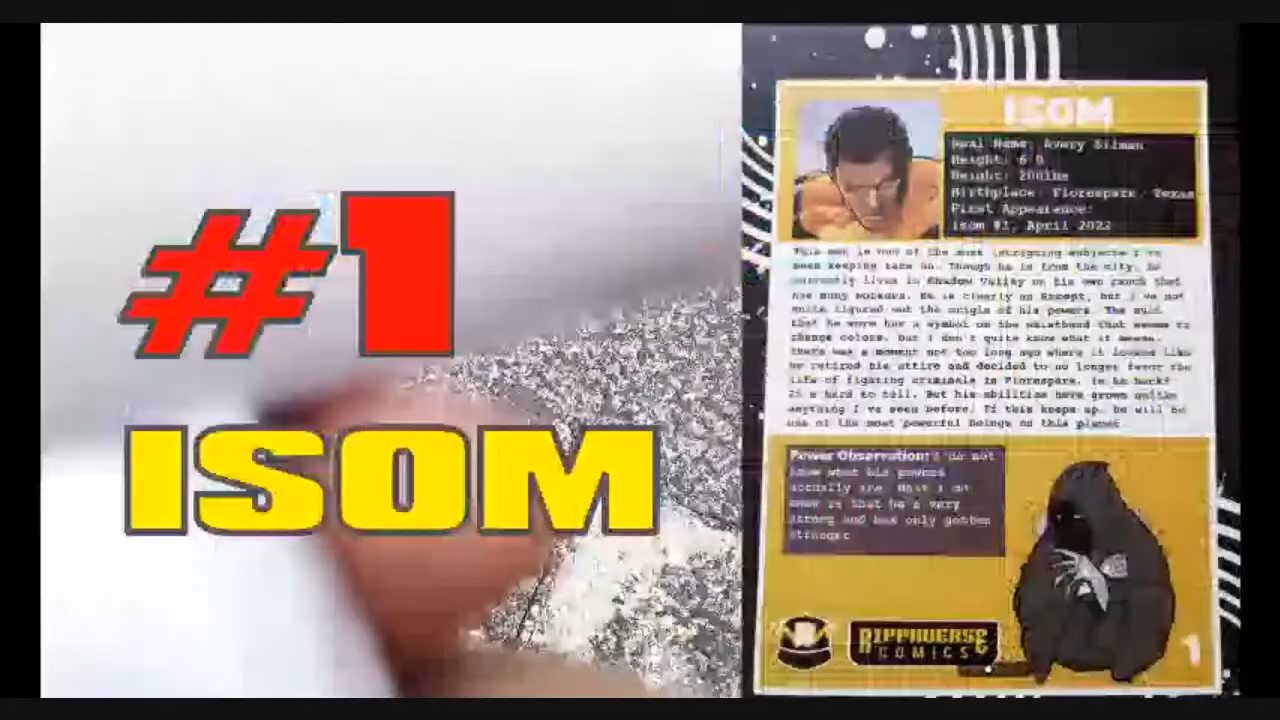 #1
ISOM
ISOM
Real Name: Avery Silman
Height: 6'0
Weight: 200lbs
Birthplace: Florespark, Texas
First Appearence:
Isom #1, April 2022
This man is one of the most intriguing subjects I've
been keeping tabs on. Though he is from the city, he
currently lives in Shadow Valley on his own ranch that
has many workers. He is clearly an Except, but I've not
quite figured out the origin of his powers. The suit
that he wore has a symbol on the waistband that seems to
change colors, but I don't quite know what it means.
There was a moment not too long ago where it looked like
he retired his attire and decided to no longer favor the
life of fighting criminals in Florespark. Is he back?
It's hard to tell. But his abilities have grown unlike
anything I've seen before. If this keeps up, he will be
one of the most powerful beings on this planet
Power Observation: I do not
know what his powers
actually are. What I do
know is that he's very
strong and has only gotten
stronger
RIPPAVERSE
COMICS
1